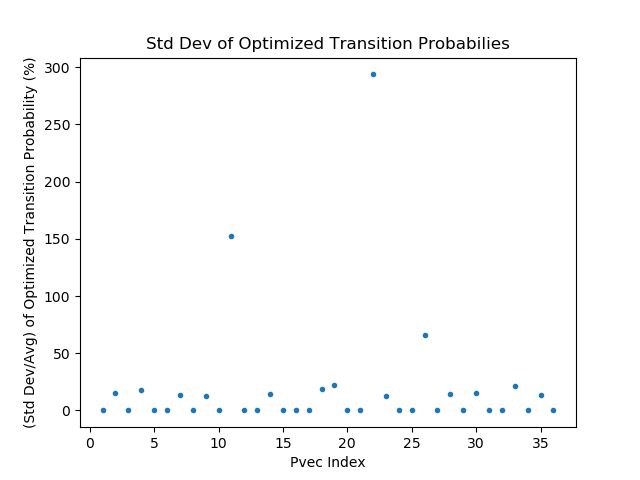 Std Dev of Optimized Transition Probabilies
(Std Dev/Avg) of Optimized Transition Probability (%)
300
250
200
150
100
50
0
0 5 10 15 20 25 30 35
Pvec Index